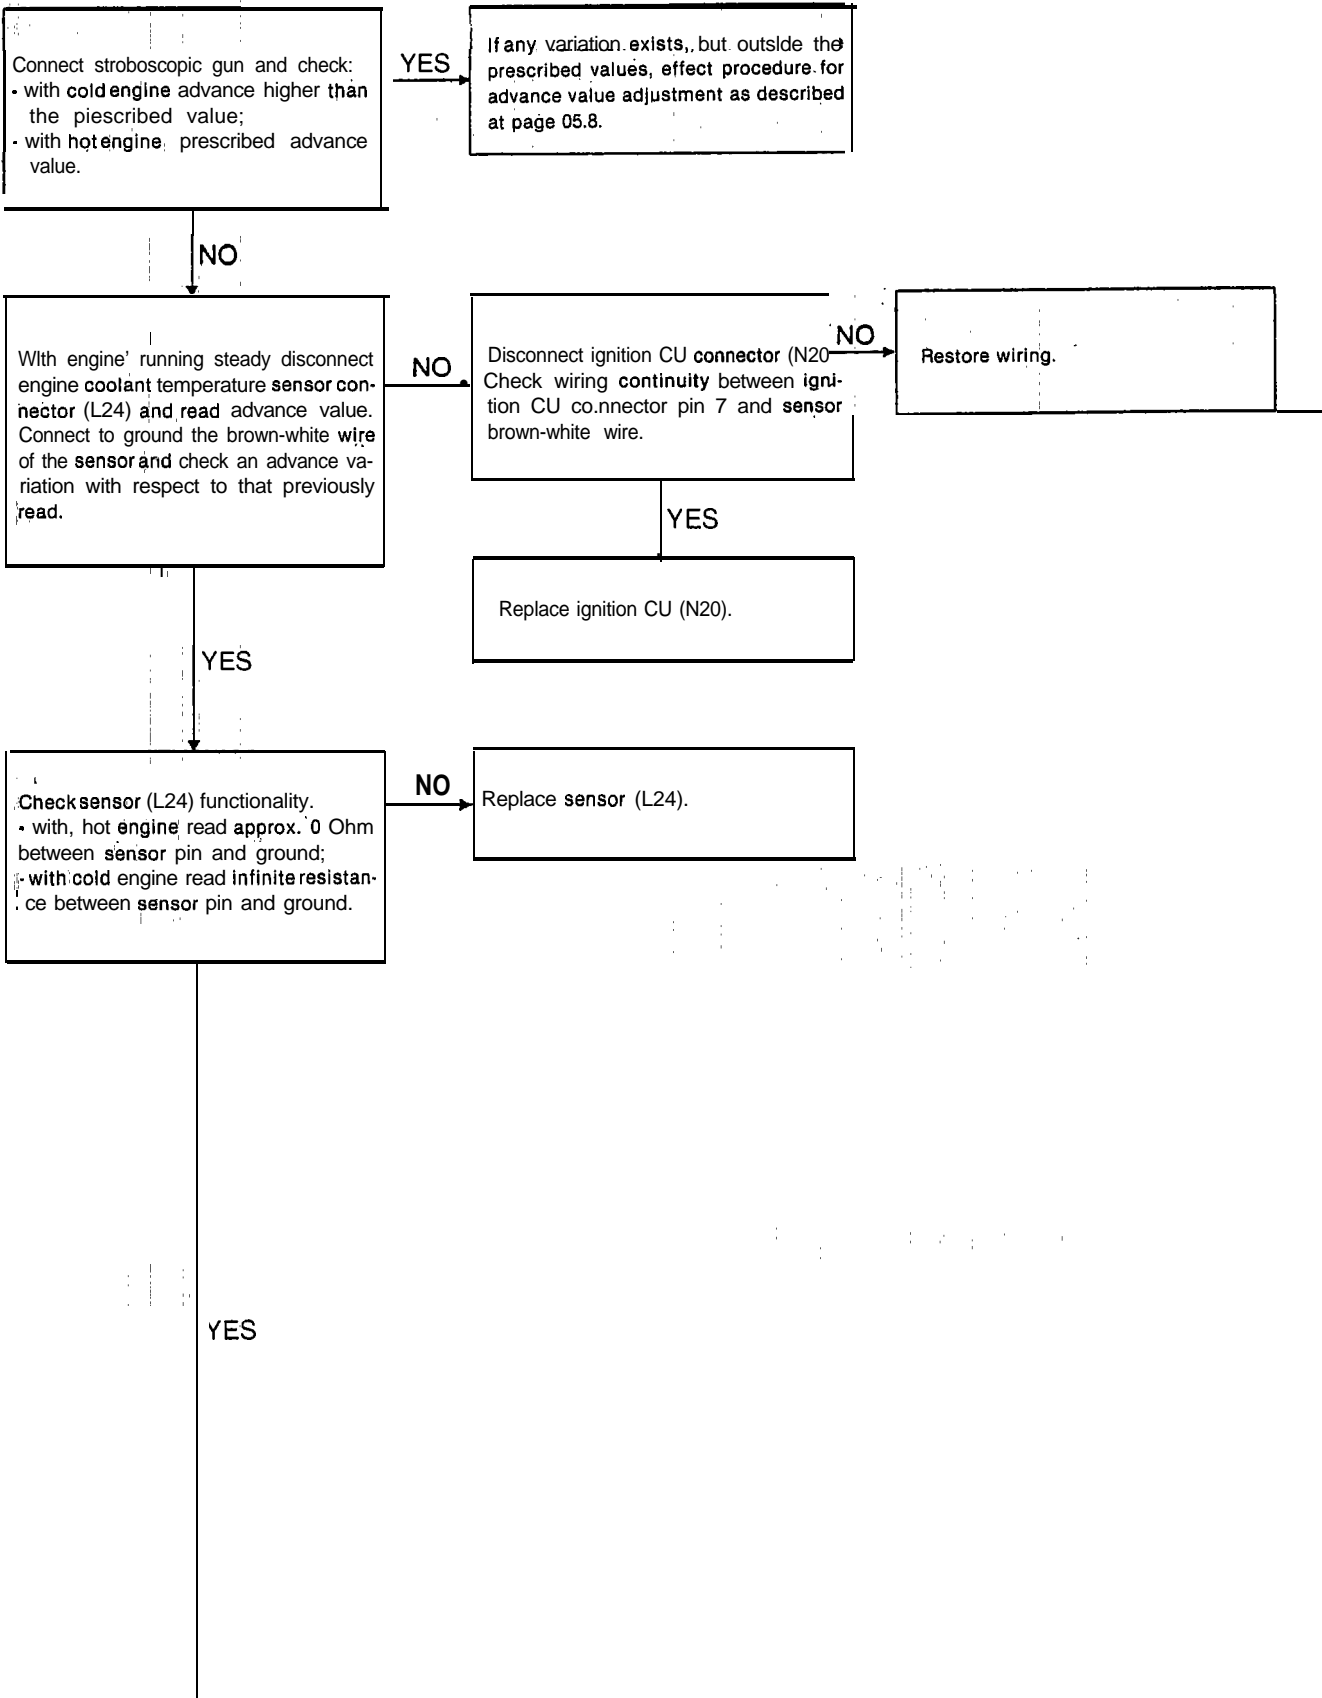 Connect stroboscopic gun and check:
- with cold engine advance higher than
the piescribed value;
- with hot engine prescribed advance
value.
YES
If any variation exists, but outside the
prescribed values, effect procedure for
advance value adjustment as described
at page 05.8.
NO
With engine' running steady disconnect
engine coolant temperature sensor con-
nector (L24) and read advance value.
Connect to ground the brown-white wire
of the sensor and check an advance va-
riation with respect to that previously
read.
NO
Disconnect ignition CU connector (N20
Check wiring continuity between igni-
tion CU co.nnector pin 7 and sensor
brown-white wire.
NO
Restore wiring.
YES
Replace ignition CU (N20).
YES
Check sensor (L24) functionality.
- with, hot engine read approx. 0 Ohm
between sensor pin and ground;
- with cold engine read infinite resistan-
ce between sensor pin and ground.
NO
Replace sensor (L24).
YES